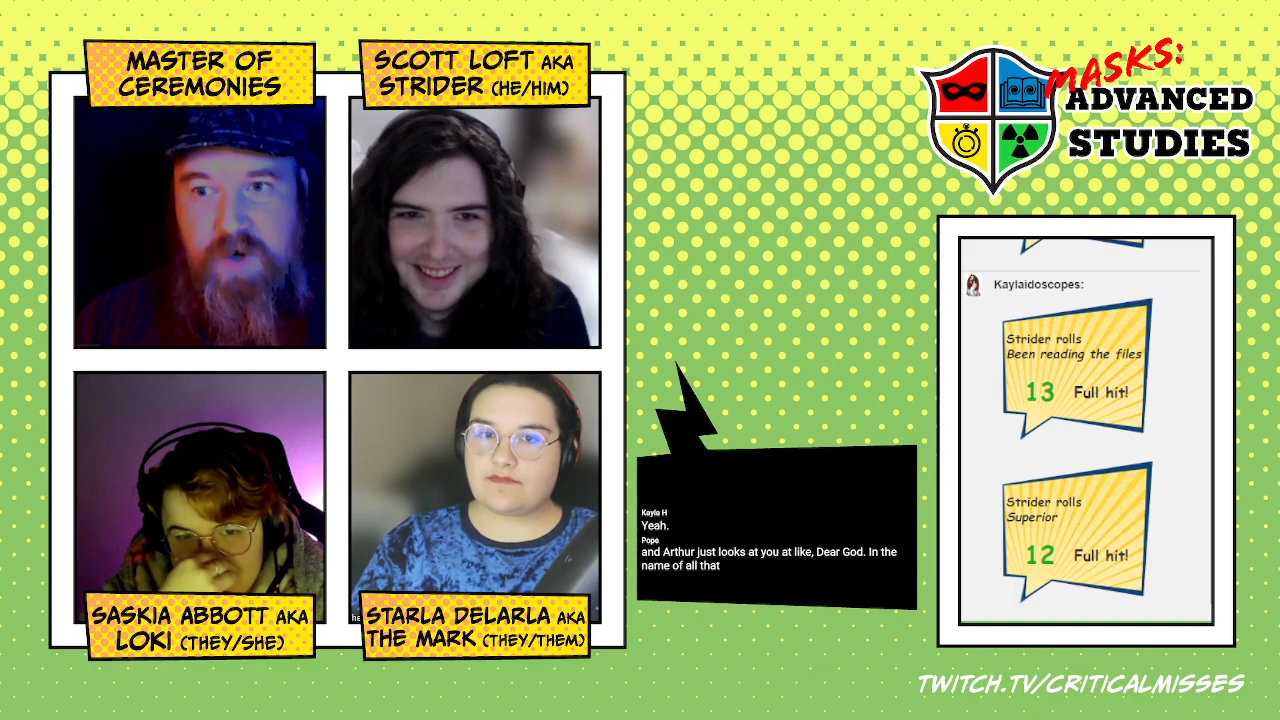 MASTER OF
CEREMONIES
SCOTT LOFT AKA
STRIDER (HE/HIM)
SASKIA ABBOTT AKA
LOKI (THEY/SHE)
he
STARLA DELARLA AKA
THE MARK (THEY/THEM)
Kayla H
Yeah.
Pope
and Arthur just looks at you at like, Dear God. In the
name of all that
MASKS:
ADVANCED
STUDIES
Kaylaidoscopes:
Strider rolls
Been reading the files
13 Full hit!
Strider rolls
Superior
12 Full hit!
TWITCH.TV/CRITICALMISSES